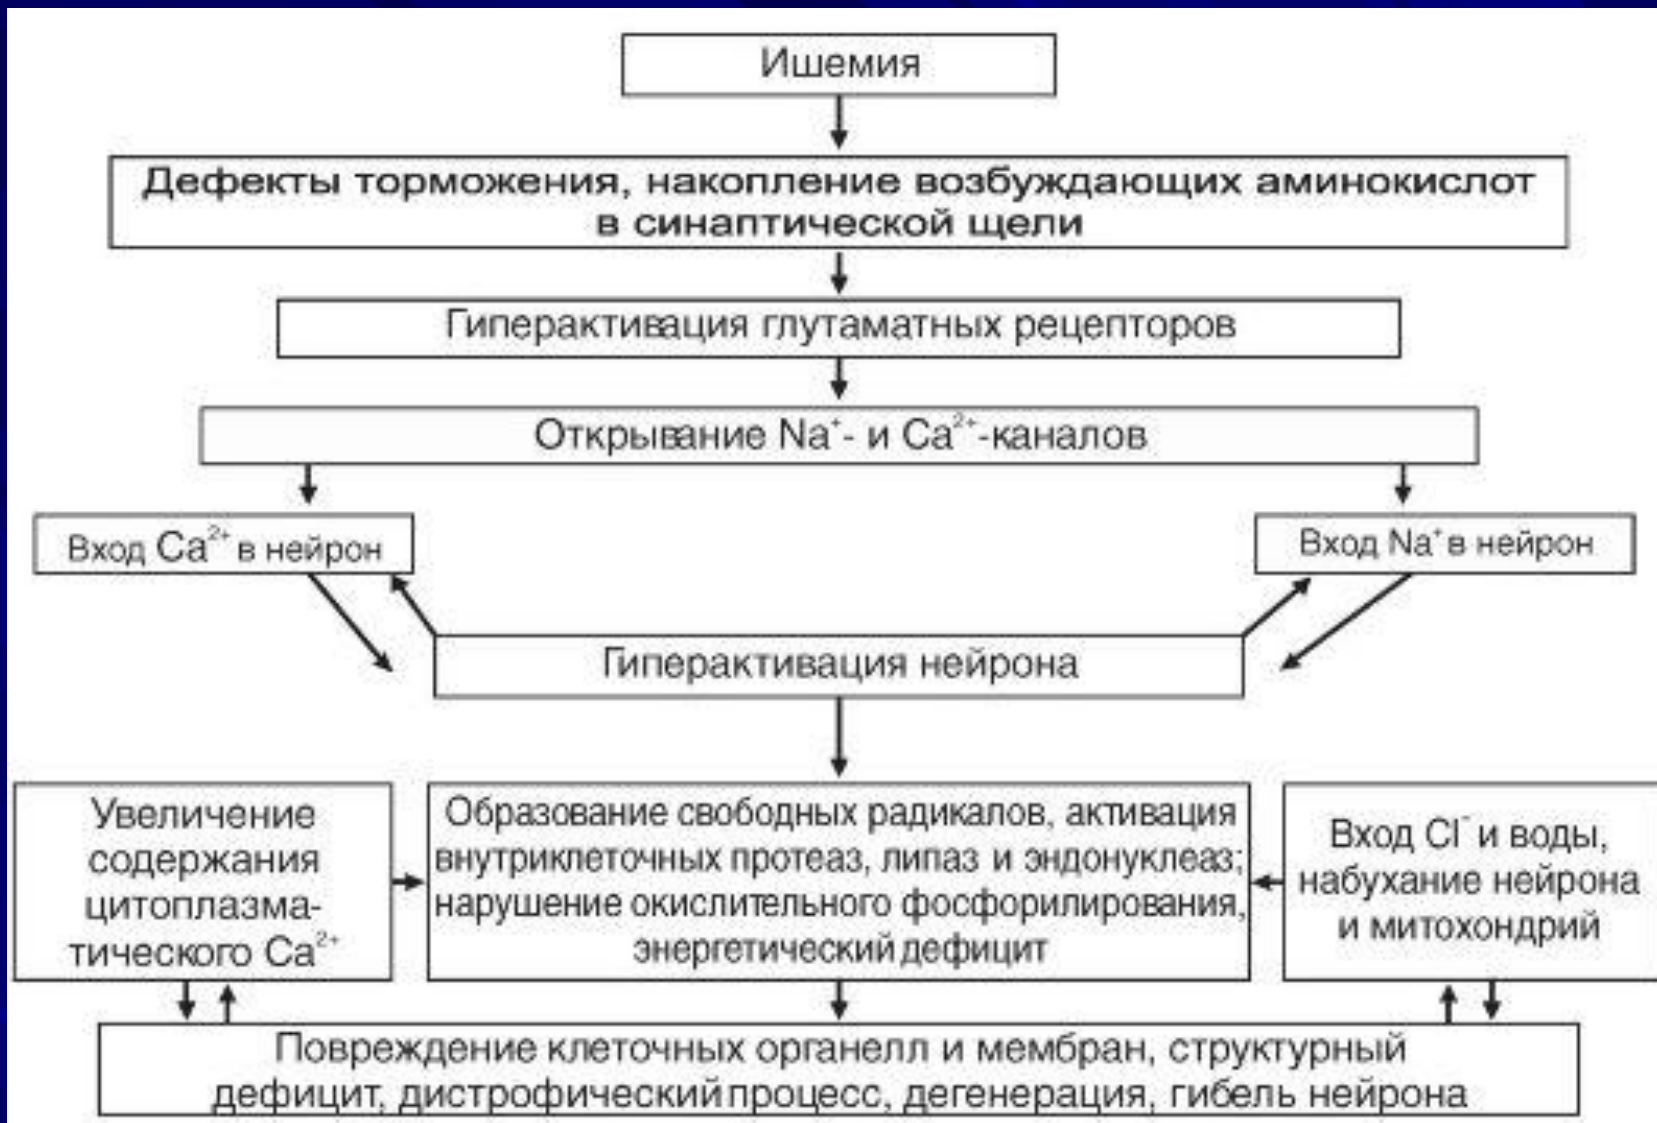 Ишемия
Дефекты торможения, накопление возбуждающих аминокислот
в синаптической щели
Гиперактивация глутаматных рецепторов
Открывание Na⁺- и Ca²⁺-каналов
Вход Ca²⁺ в нейрон
Вход Na⁺ в нейрон
Гиперактивация нейрона
Увеличение
содержания
цитоплазма-
тического Ca²⁺
Образование свободных радикалов, активация
внутриклеточных протеаз, липаз и эндонуклеаз;
нарушение окислительного фосфорилирования,
энергетический дефицит
Вход Cl⁻ и воды,
набухание нейрона
и митохондрий
Повреждение клеточных органелл и мембран, структурный
дефицит, дистрофический процесс, дегенерация, гибель нейрона